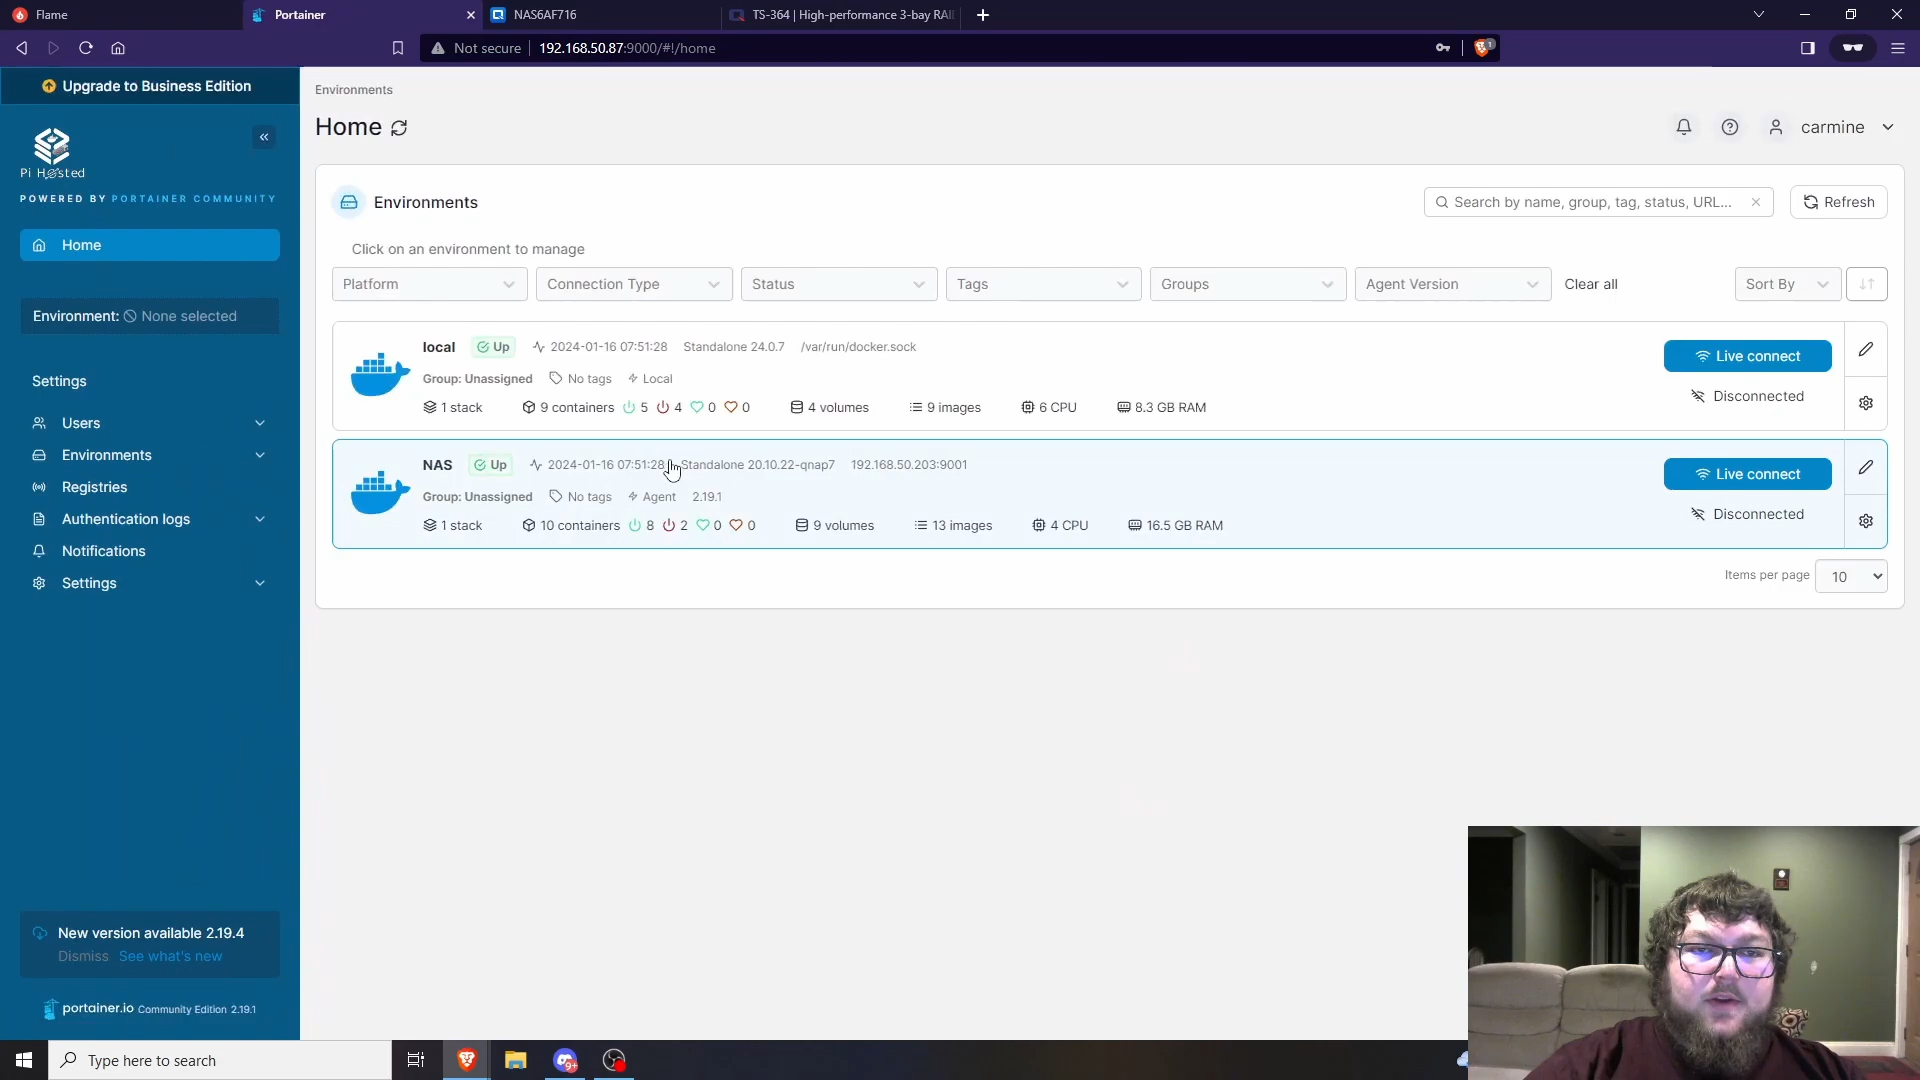 Flame
Portainer
NAS6AF716
TS-364 | High-performance 3-bay RAI
Not secure
192.168.50.87:9000/#!/home
1
Upgrade to Business Edition
Pi Hosted
POWERED BY PORTAINER COMMUNITY
Home
Environment: None selected
Settings
Users
Environments
Registries
Authentication logs
Notifications
Settings
New version available 2.19.4
Dismiss See what's new
portainer.io Community Edition 2.19.1
Environments
Home
carmine
Environments
Search by name, group, tag, status, URL...
Refresh
Click on an environment to manage
Platform
Connection Type
Status
Tags
Groups
Agent Version
Clear all
Sort By
local Up 2024-01-16 07:51:28 Standalone 24.0.7 /var/run/docker.sock
Group: Unassigned No tags Local
1 stack 9 containers 5 4 0 0 4 volumes 9 images 6 CPU 8.3 GB RAM
Live connect
Disconnected
NAS Up 2024-01-16 07:51:28 Standalone 20.10.22-qnap7 192.168.50.203:9001
Group: Unassigned No tags Agent 2.19.1
1 stack 10 containers 8 2 0 0 9 volumes 13 images 4 CPU 16.5 GB RAM
Live connect
Disconnected
Items per page 10
Type here to search
9+